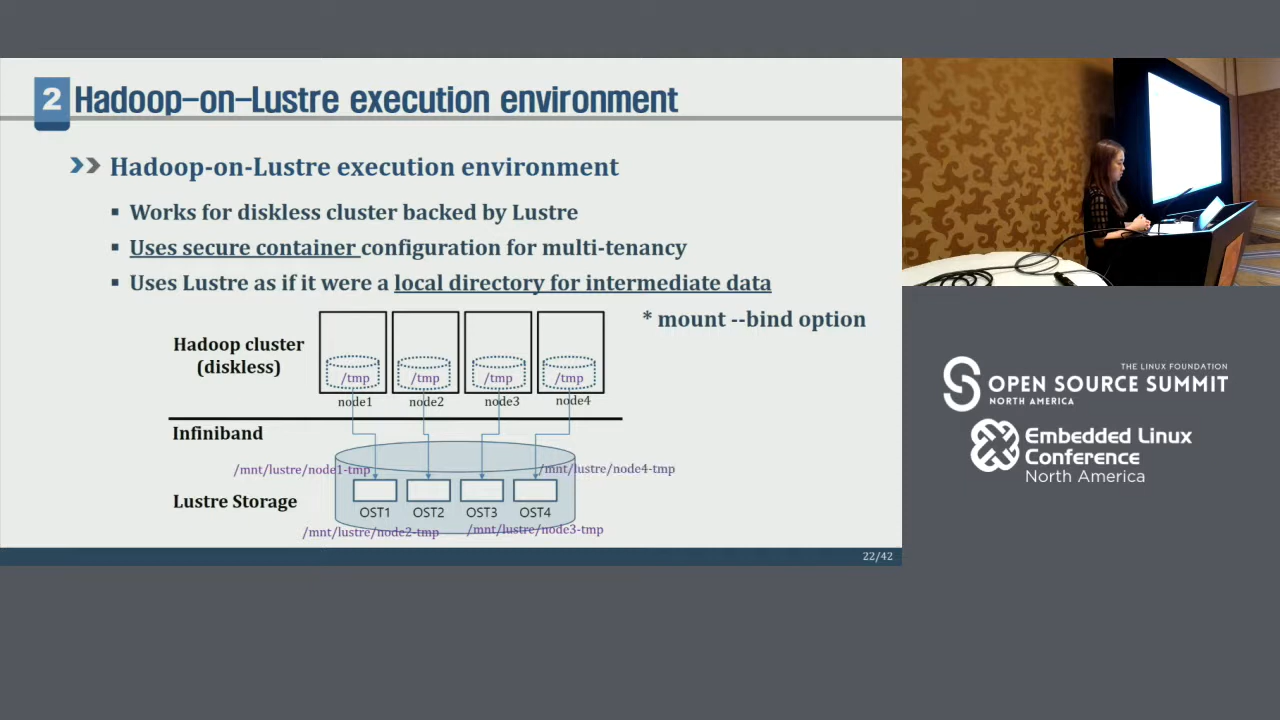 2 Hadoop-on-Lustre execution environment
Hadoop-on-Lustre execution environment
▪ Works for diskless cluster backed by Lustre
▪ Uses secure container configuration for multi-tenancy
▪ Uses Lustre as if it were a local directory for intermediate data
* mount --bind option
Hadoop cluster
(diskless)
/tmp /tmp /tmp /tmp
node1 node2 node3 node4
Infiniband
/mnt/lustre/node1-tmp /mnt/lustre/node4-tmp
Lustre Storage
OST1 OST2 OST3 OST4
/mnt/lustre/node2-tmp /mnt/lustre/node3-tmp
22/42
THE LINUX FOUNDATION
OPEN SOURCE SUMMIT
NORTH AMERICA
Embedded Linux
Conference
North America